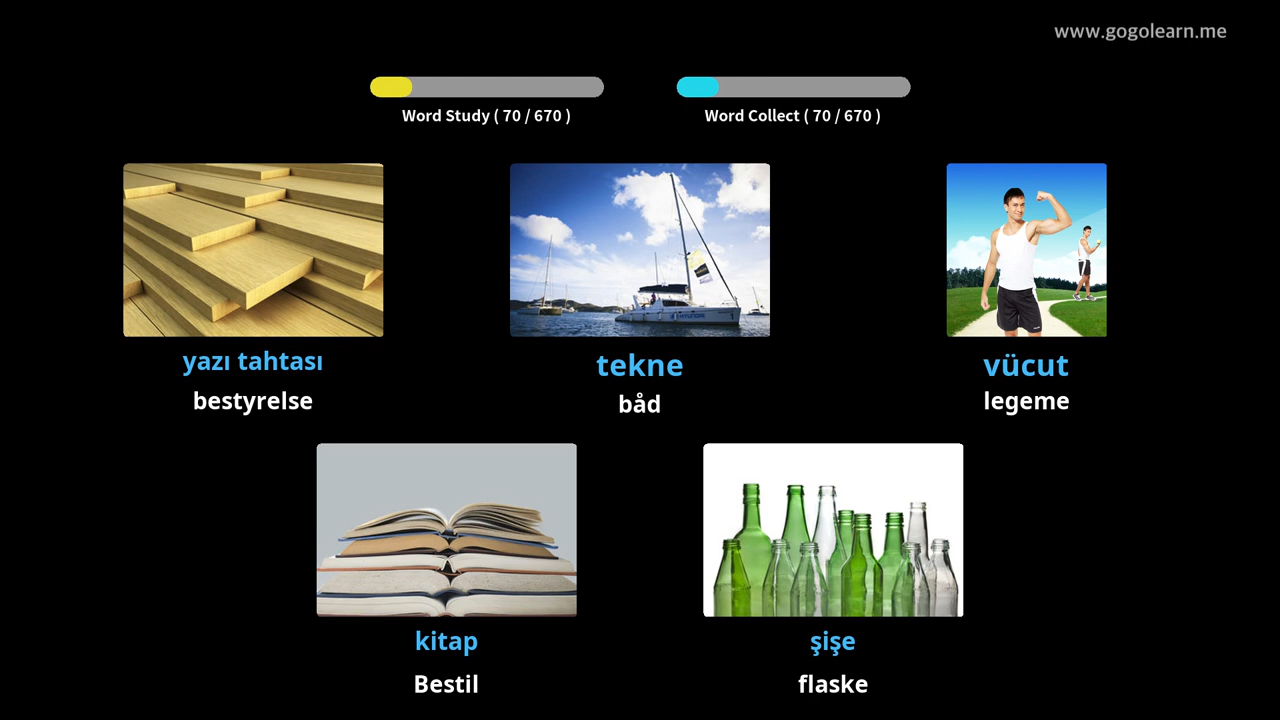 www.gogolearn.me
Word Study ( 70 / 670 )
Word Collect ( 70 / 670 )
yazı tahtası
bestyrelse
tekne
båd
vücut
legeme
kitap
Bestil
şişe
flaske